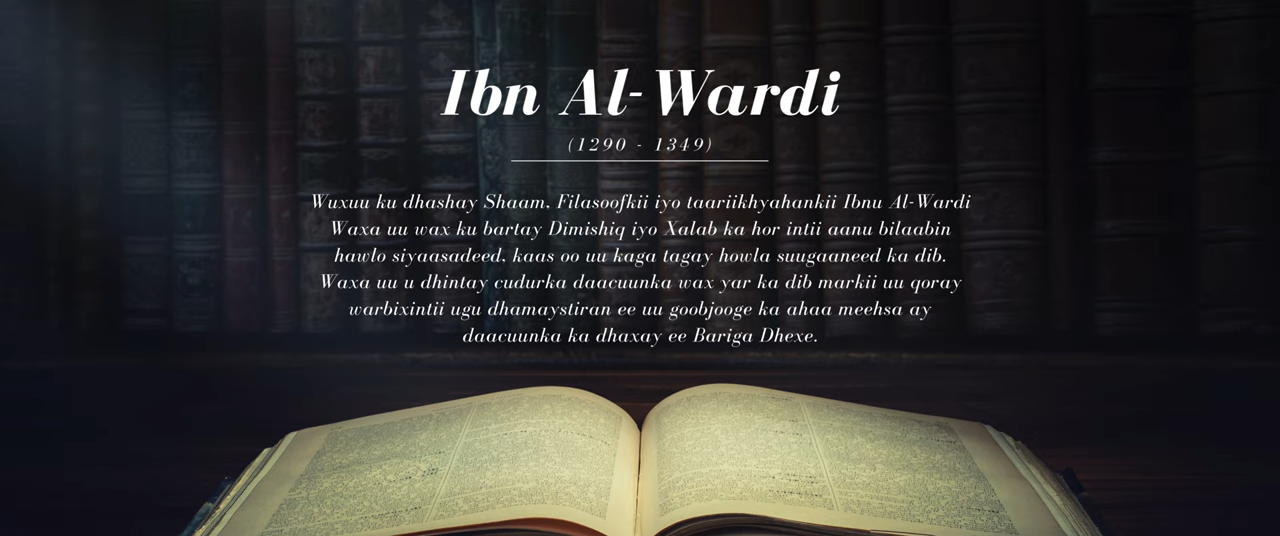 Ibn Al-Wardi
(1290 - 1349)
Wuxuu ku dhashay Shaam, Filasoofkii iyo taariikhyahankii Ibnu Al-Wardi
Waxa uu wax ku bartay Dimishiq iyo Xalab ka hor intii aanu bilaabin
hawlo siyaasadeed, kaas oo uu kaga tagay howla suugaaneed ka dib.
Waxa uu u dhintay cudurka daacuunka wax yar ka dib markii uu qoray
warbixintii ugu dhamaystiran ee uu goobjooge ka ahaa meehsa ay
daacuunka ka dhaxay ee Bariga Dhexe.